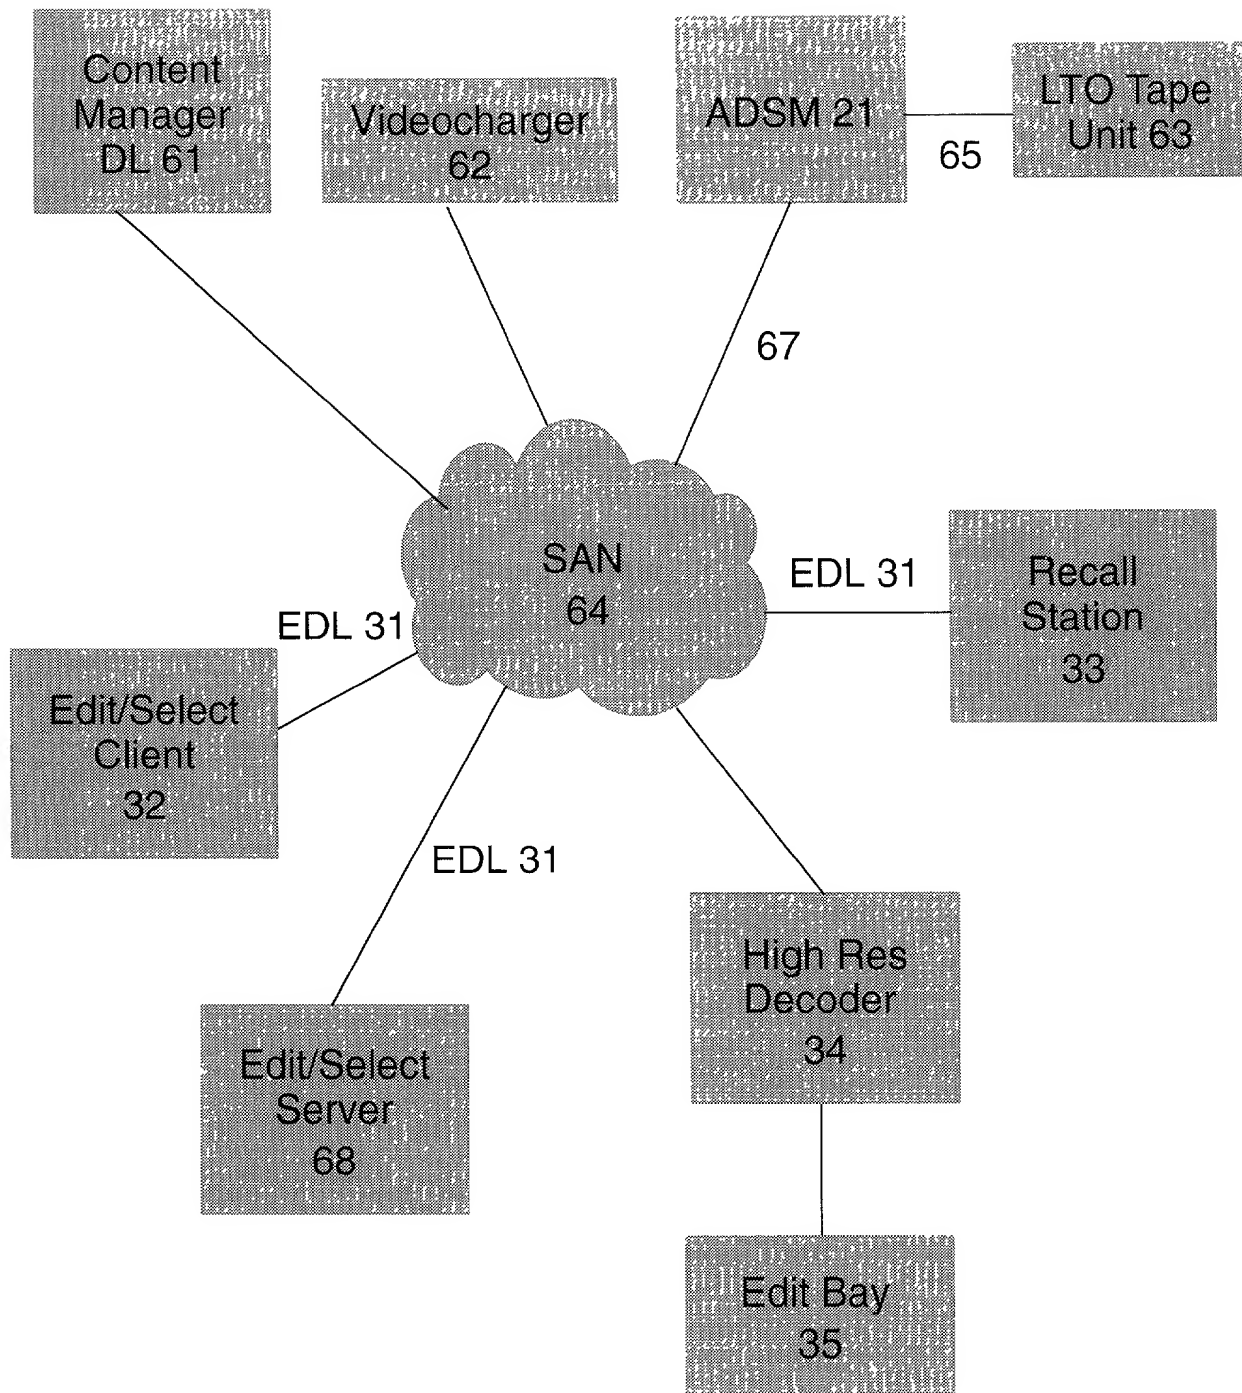 Content
Manager
DL 61
Videocharger
62
ADSM 21
65
LTO Tape
Unit 63
67
SAN
64
EDL 31
Recall
Station
33
EDL 31
Edit/Select
Client
32
EDL 31
Edit/Select
Server
68
High Res
Decoder
34
Edit Bay
35